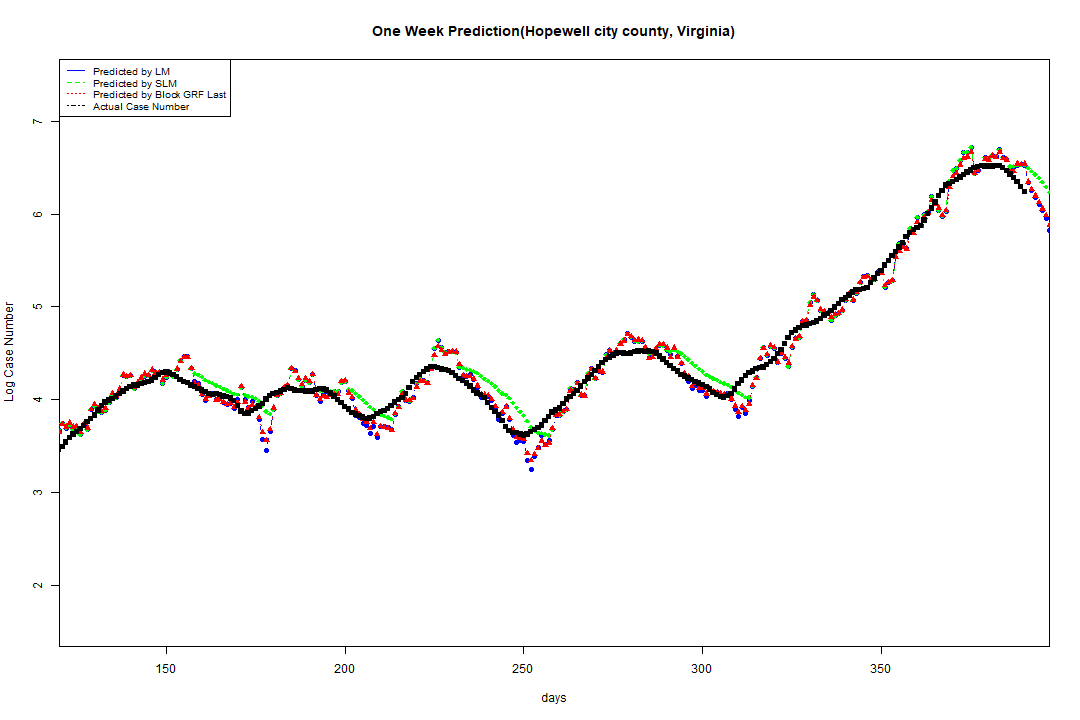 One Week Prediction(Hopewell city county, Virginia)
Predicted by LM
Predicted by SLM
Predicted by Block GRF Last
Actual Case Number
Log Case Number
7
6
5
4
3
2
150 200 250 300 350
days